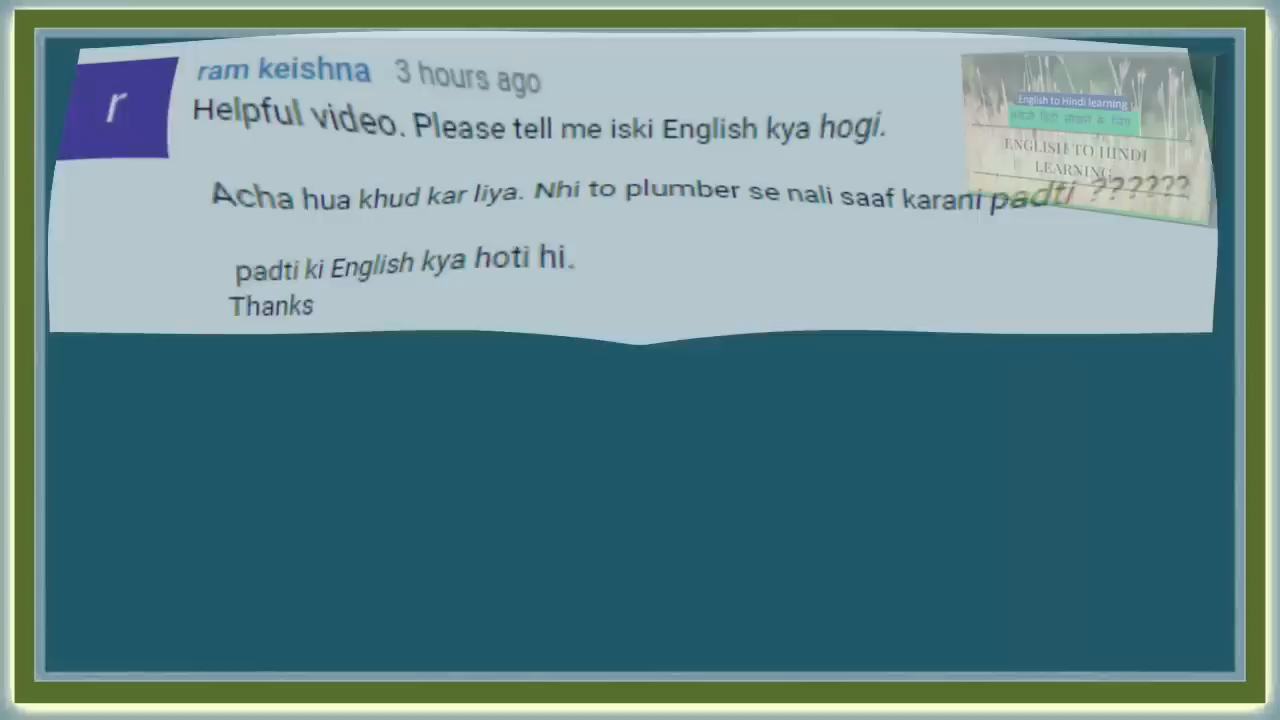 ram keishna 3 hours ago
Helpful video. Please tell me iski English kya hogi.
Acha hua khud kar liya. Nhi to plumber se nali saaf karani padti ??????
padti ki English kya hoti hi.
Thanks
r
English to Hindi learning
अंग्रेजी हिंदी सीखने के लिए
ENGLISH TO HINDI
LEARNING